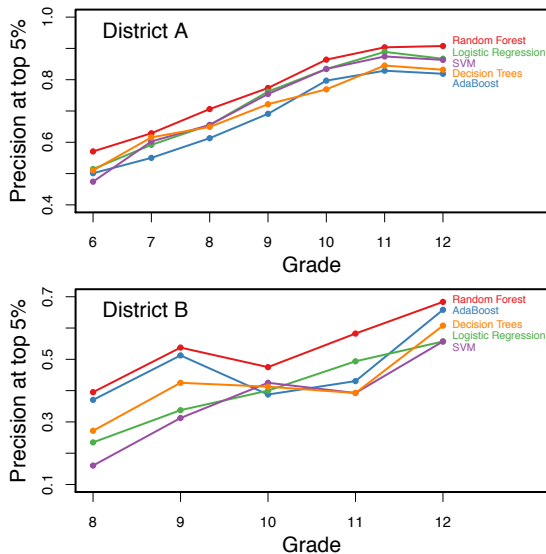 District A
Precision at top 5%
1.0
0.8
0.6
0.4
Random Forest
Logistic Regression
SVM
Decision Trees
AdaBoost
6 7 8 9 10 11 12
Grade
District B
Precision at top 5%
0.7
0.5
0.3
0.1
Random Forest
AdaBoost
Decision Trees
Logistic Regression
SVM
8 9 10 11 12
Grade